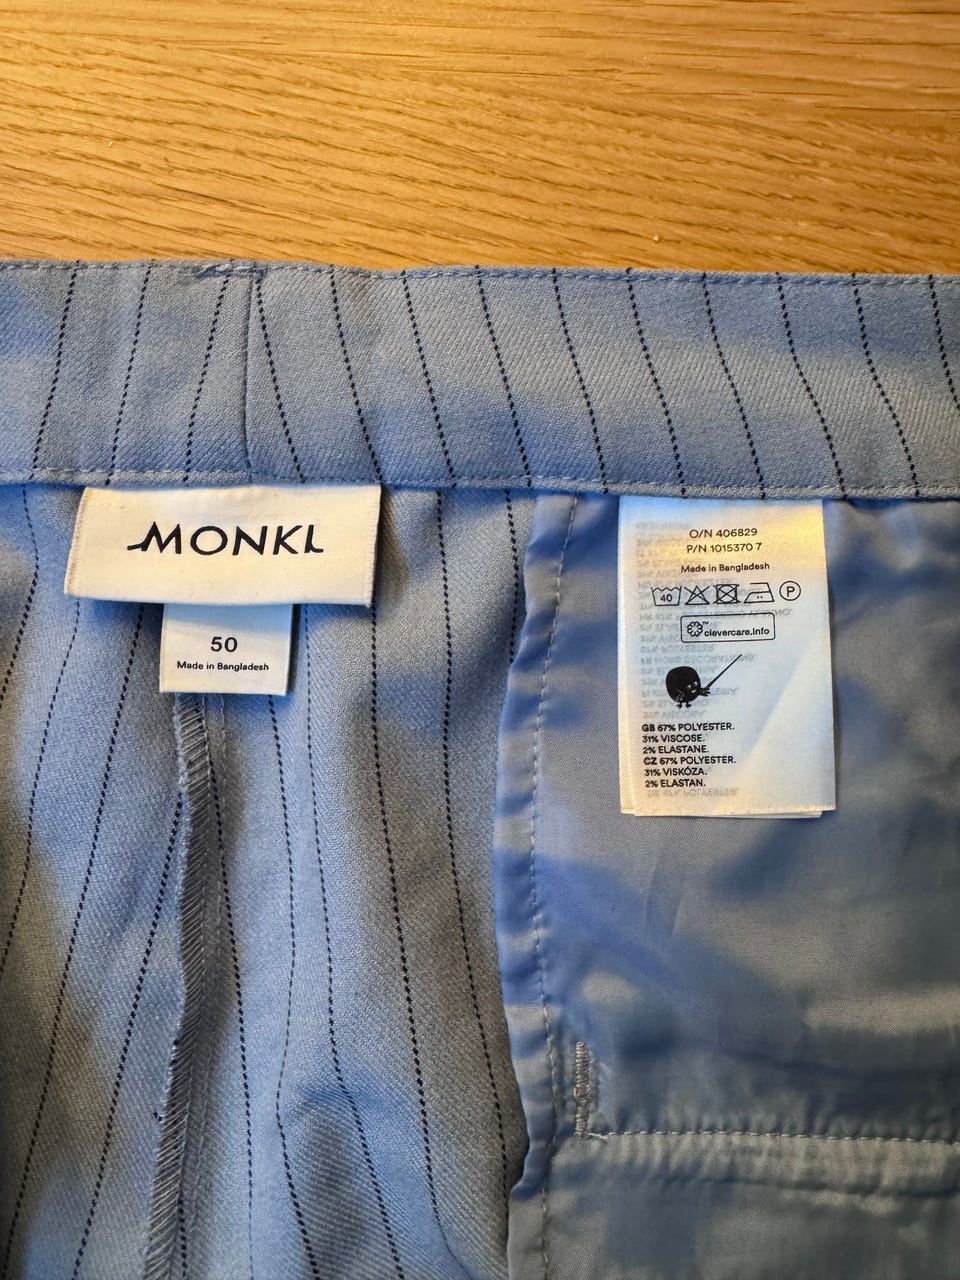 MONKI
50
Made in Bangladesh
O/N 406829
P/N 1015370 7
Made in Bangladesh
40 P
clevercare.info
GB 67% POLYESTER.
31% VISCOSE.
2% ELASTANE.
CZ 67% POLYESTER.
31% VISKÓZA.
2% ELASTAN.